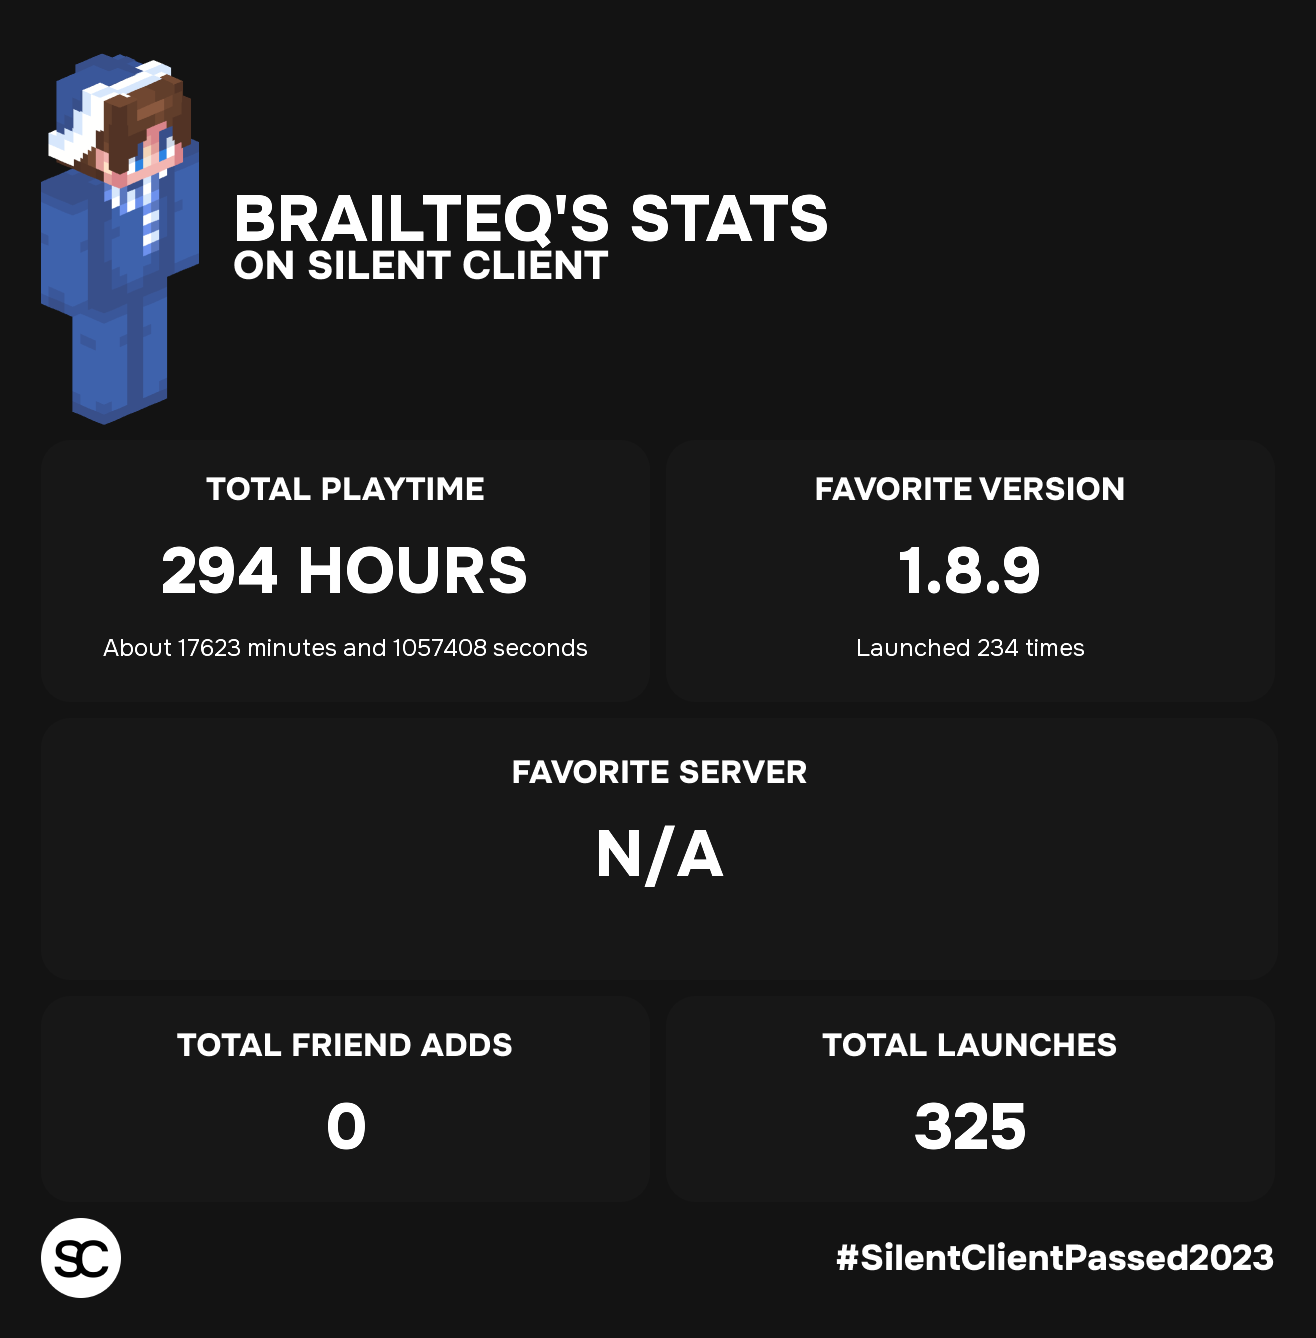 BRAILTEQ'S STATS
ON SILENT CLIENT
TOTAL PLAYTIME
294 HOURS
About 17623 minutes and 1057408 seconds
FAVORITE VERSION
1.8.9
Launched 234 times
FAVORITE SERVER
N/A
TOTAL FRIEND ADDS
0
TOTAL LAUNCHES
325
SC
#SilentClientPassed2023